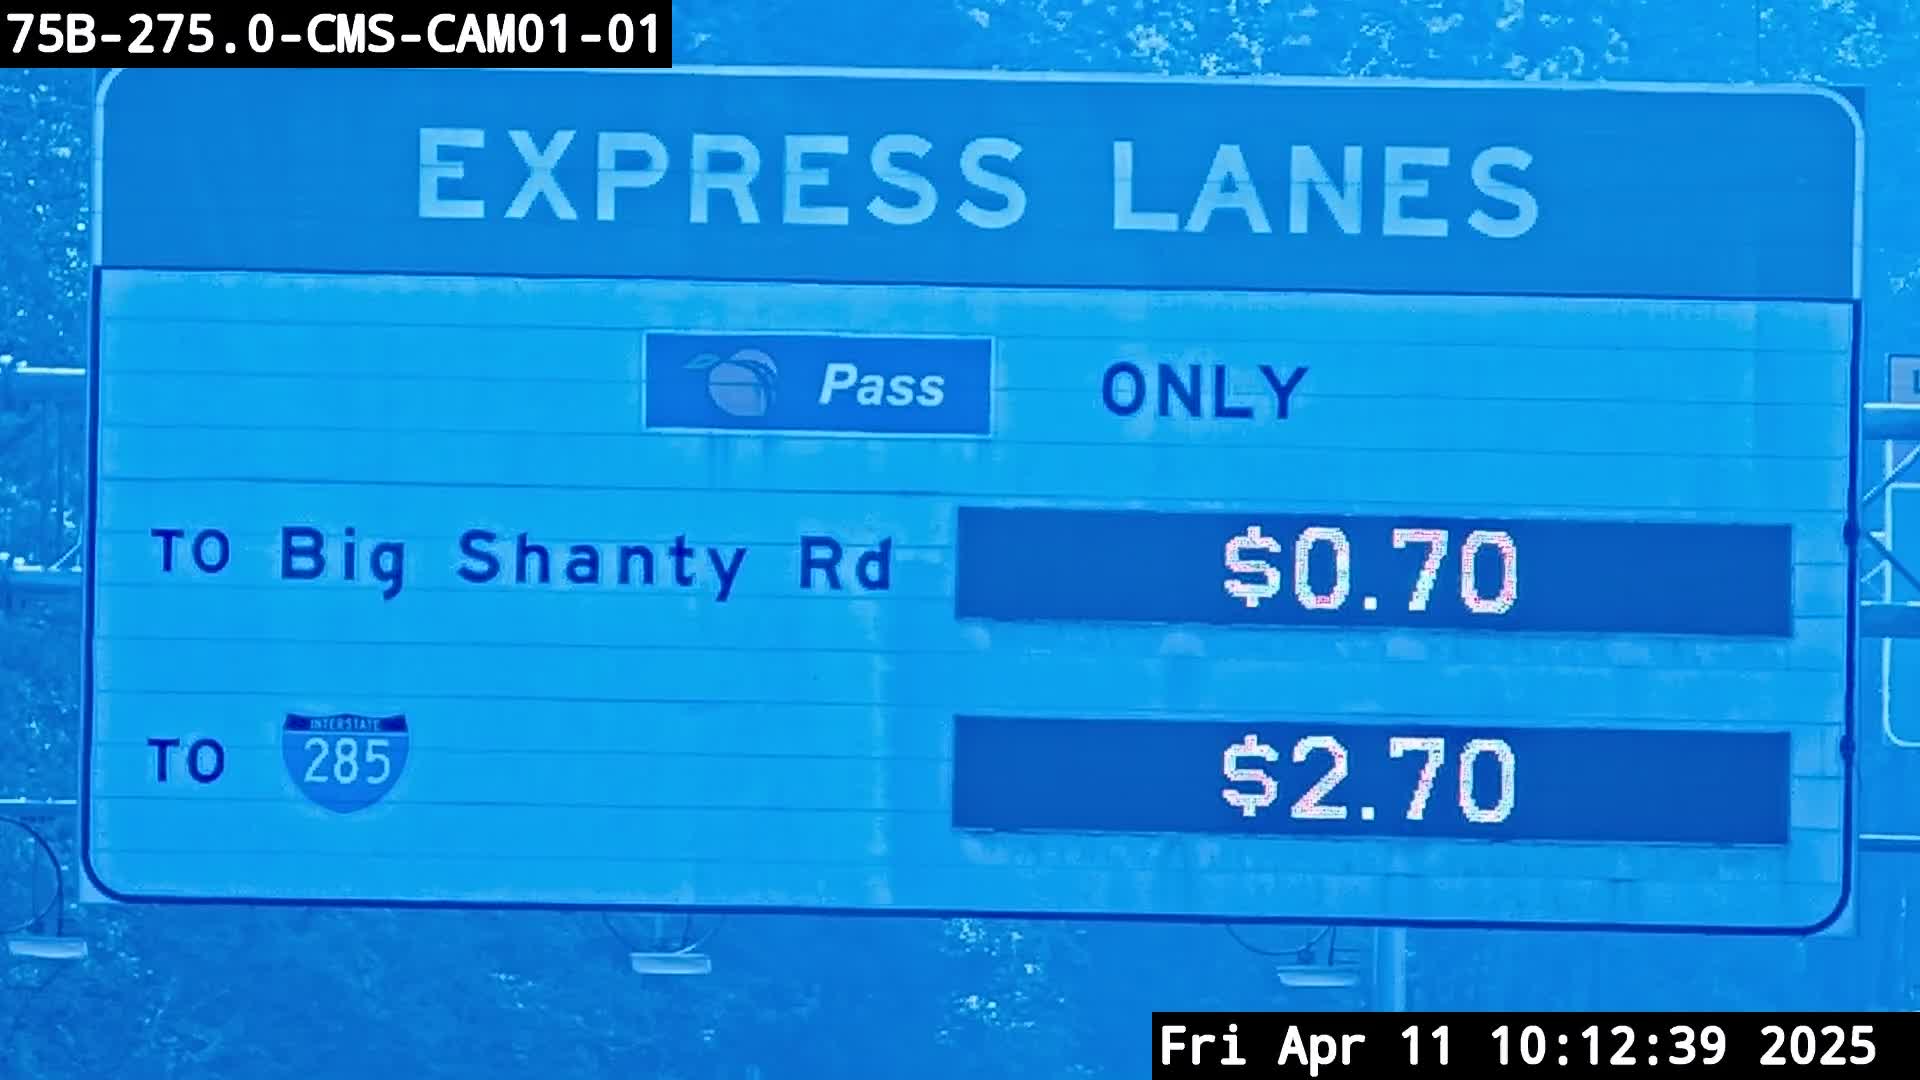 75B-275.0-CMS-CAM01-01
EXPRESS LANES
Pass ONLY
TO Big Shanty Rd $0.70
INTERSTATE
TO 285 $2.70
Fri Apr 11 10:12:39 2025